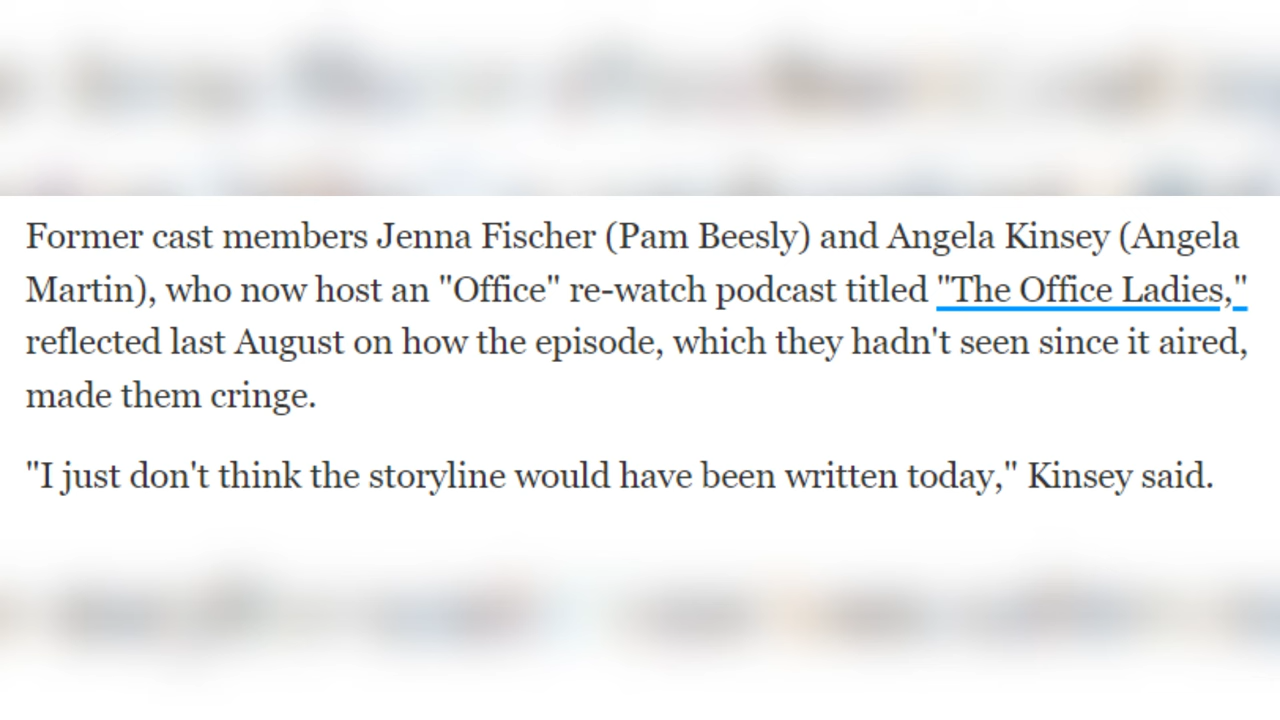 Former cast members Jenna Fischer (Pam Beesly) and Angela Kinsey (Angela
Martin), who now host an "Office" re-watch podcast titled "The Office Ladies,"
reflected last August on how the episode, which they hadn't seen since it aired,
made them cringe.
"I just don't think the storyline would have been written today," Kinsey said.